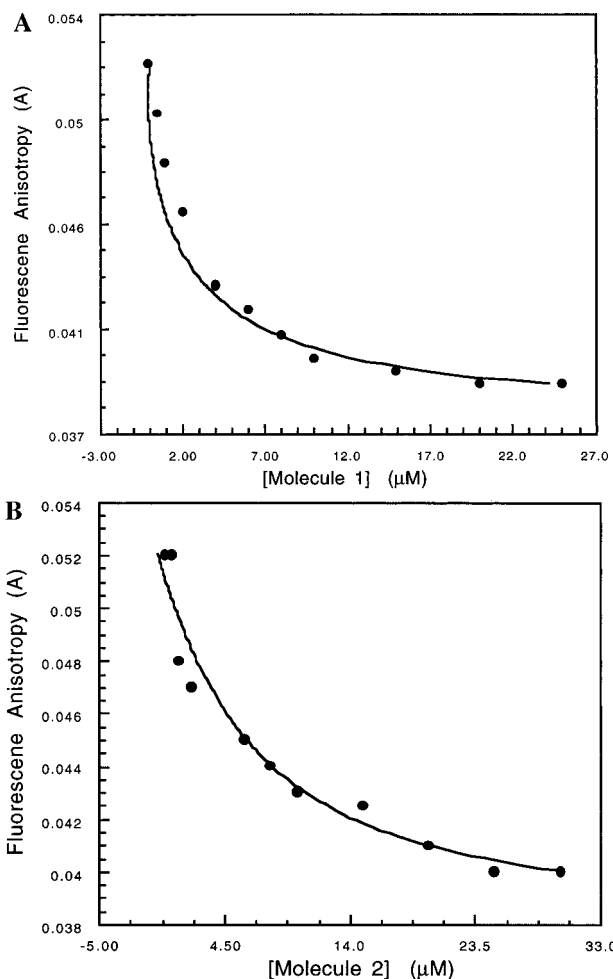 A
0.054
0.05
0.046
0.041
0.037
Fluorescene Anisotropy (A)
-3.00 2.00 7.00 12.0 17.0 22.0 27.0
[Molecule 1] (μM)
B
0.054
0.052
0.05
0.048
0.046
0.044
0.042
0.04
0.038
Fluorescene Anisotropy (A)
-5.00 4.50 14.0 23.5 33.0
[Molecule 2] (μM)